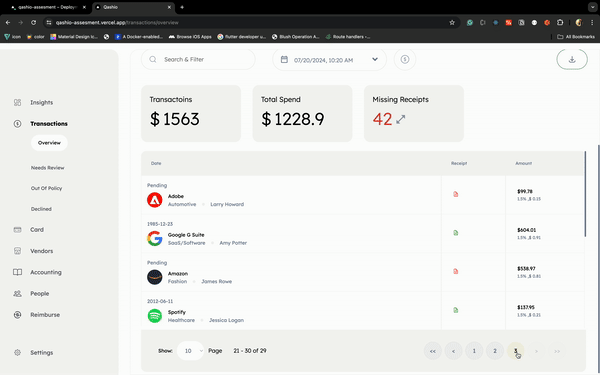 qashio-assesment - Deploy
Qashio
qashio-assesment.vercel.app/transactions/overview
icon
color
Material Design Ic...
A Docker-enabled...
Browse iOS Apps
flutter developer u...
Blush Operation A...
Route handlers –...
All Bookmarks
Search & Filter
07/20/2024, 10:20 AM
Insights
Transactions
Overview
Needs Review
Out Of Policy
Declined
Card
Vendors
Accounting
People
Reimburse
Settings
Transactoins
$ 1563
Total Spend
$ 1228.9
Missing Receipts
42
Date
Receipt
Amount
Pending
Adobe
Automotive
Larry Howard
$99.78
1.5% ,$ 0.15
1985-12-23
Google G Suite
SaaS/Software
Amy Potter
$604.01
1.5% ,$ 0.91
Pending
Amazon
Fashion
James Rowe
$538.97
1.5% ,$ 0.81
2012-06-11
Spotify
Healthcare
Jessica Logan
$137.95
1.5% ,$ 0.21
Show:
10
Page
21 - 30 of 29
<<
<
1
2
3
>
>>